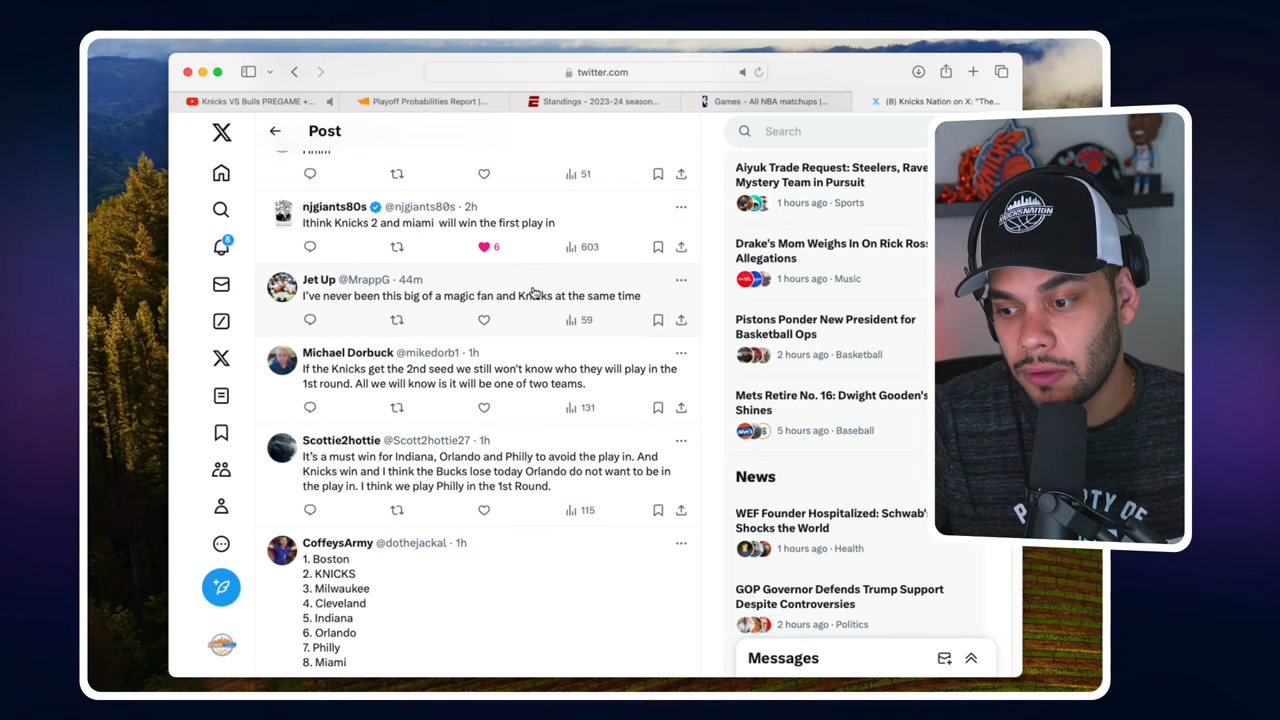 twitter.com
Knicks VS Bulls PREGAME +...
Playoff Probabilities Report |...
Standings - 2023-24 season...
Games - All NBA matchups |...
(8) Knicks Nation on X: "The...
Post
51
njgiants80s @njgiants80s · 2h
Ithink Knicks 2 and miami will win the first play in
6
603
Jet Up @MrappG · 44m
I've never been this big of a magic fan and Knicks at the same time
59
Michael Dorbuck @mikedorb1 · 1h
If the Knicks get the 2nd seed we still won't know who they will play in the
1st round. All we will know is it will be one of two teams.
131
Scottie2hottie @Scott2hottie27 · 1h
It's a must win for Indiana, Orlando and Philly to avoid the play in. And
Knicks win and I think the Bucks lose today Orlando do not want to be in
the play in. I think we play Philly in the 1st Round.
115
CoffeysArmy @dothejackal · 1h
1. Boston
2. KNICKS
3. Milwaukee
4. Cleveland
5. Indiana
6. Orlando
7. Philly
8. Miami
8
Search
Aiyuk Trade Request: Steelers, Rave
Mystery Team in Pursuit
1 hours ago · Sports
Drake's Mom Weighs In On Rick Ros
Allegations
1 hours ago · Music
Pistons Ponder New President for
Basketball Ops
2 hours ago · Basketball
Mets Retire No. 16: Dwight Gooden's
Shines
5 hours ago · Baseball
News
WEF Founder Hospitalized: Schwab's
Shocks the World
1 hours ago · Health
GOP Governor Defends Trump Support
Despite Controversies
2 hours ago · Politics
Messages
KNICKS NATION
PROPERTY OF